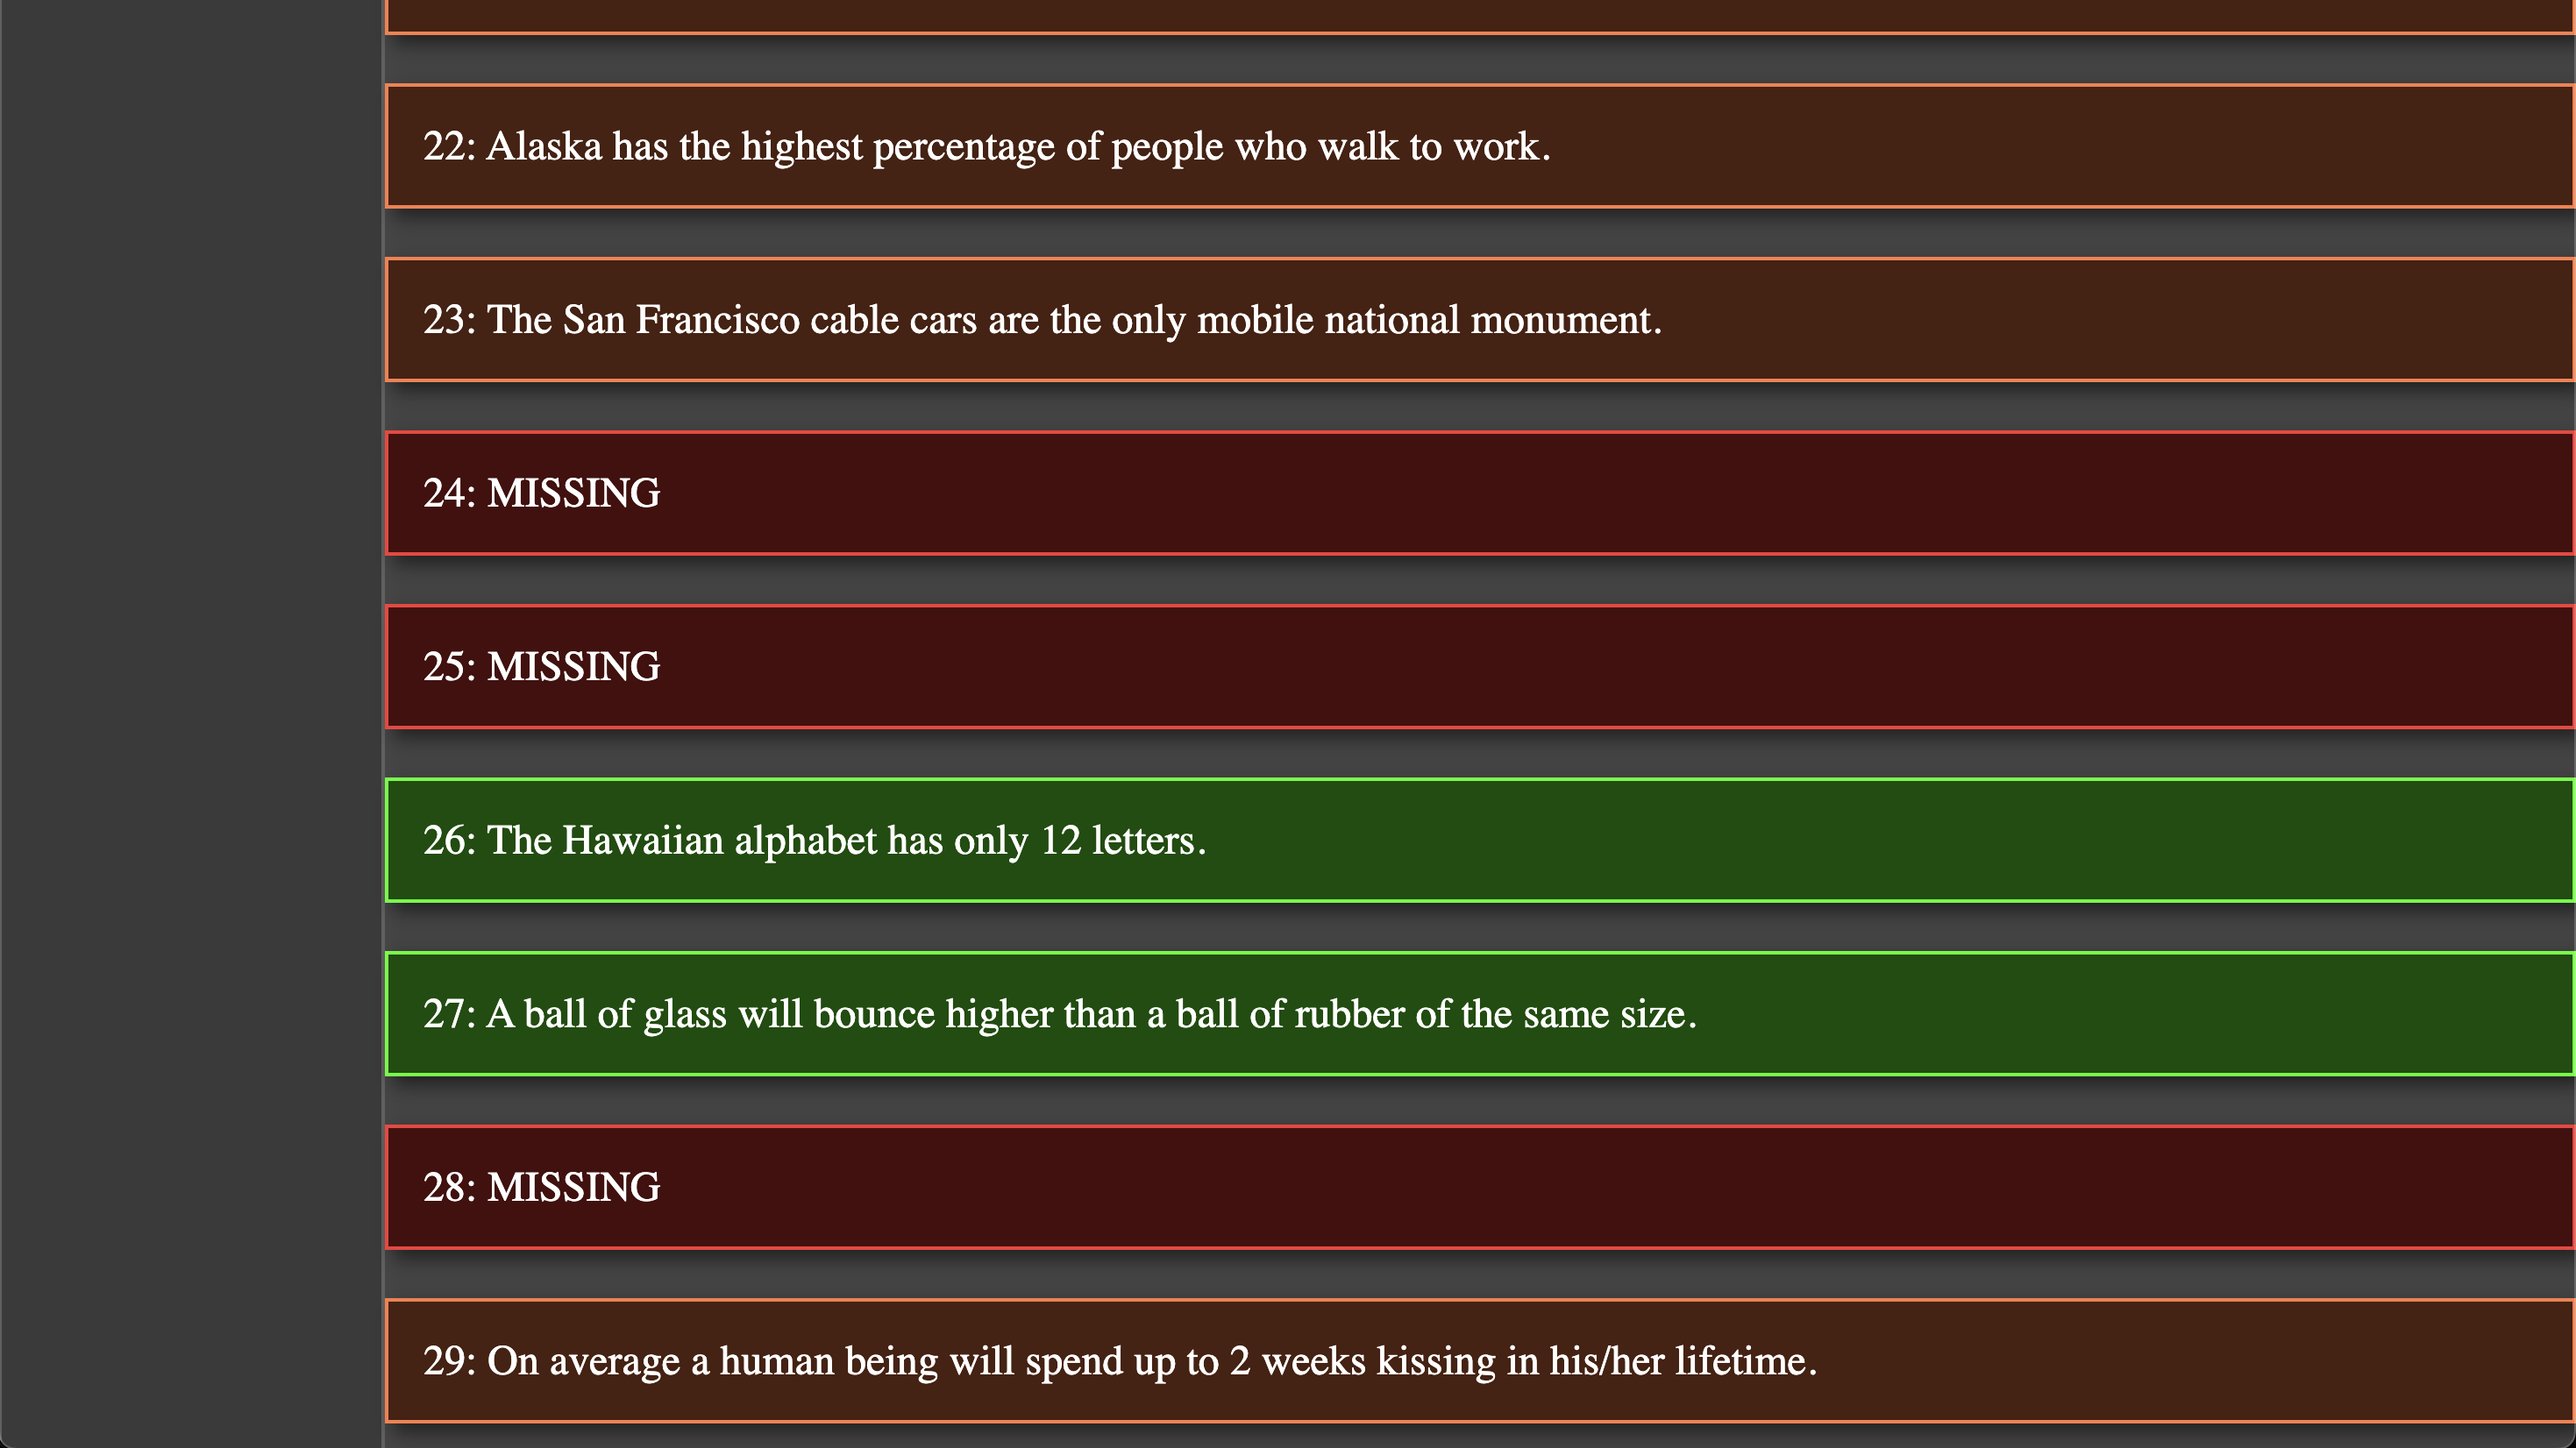 22: Alaska has the highest percentage of people who walk to work.
23: The San Francisco cable cars are the only mobile national monument.
24: MISSING
25: MISSING
26: The Hawaiian alphabet has only 12 letters.
27: A ball of glass will bounce higher than a ball of rubber of the same size.
28: MISSING
29: On average a human being will spend up to 2 weeks kissing in his/her lifetime.